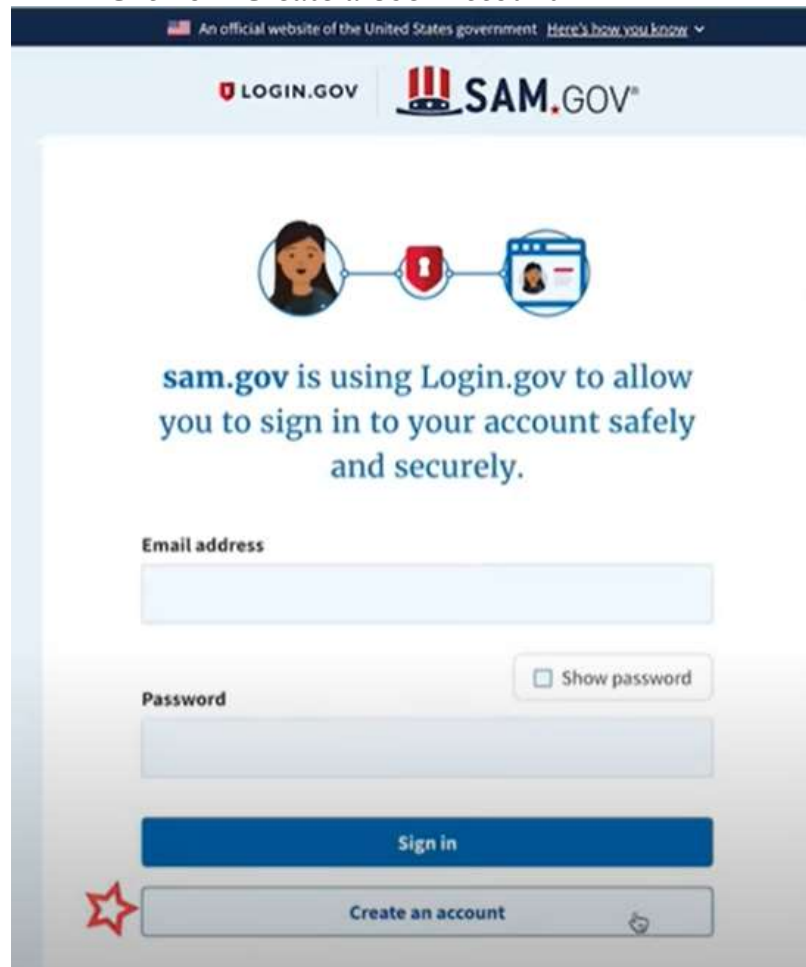 An official website of the United States government Here's how you know
LOGIN.GOV SAM.GOV®
sam.gov is using Login.gov to allow
you to sign in to your account safely
and securely.
Email address
Show password
Password
Sign in
Create an account